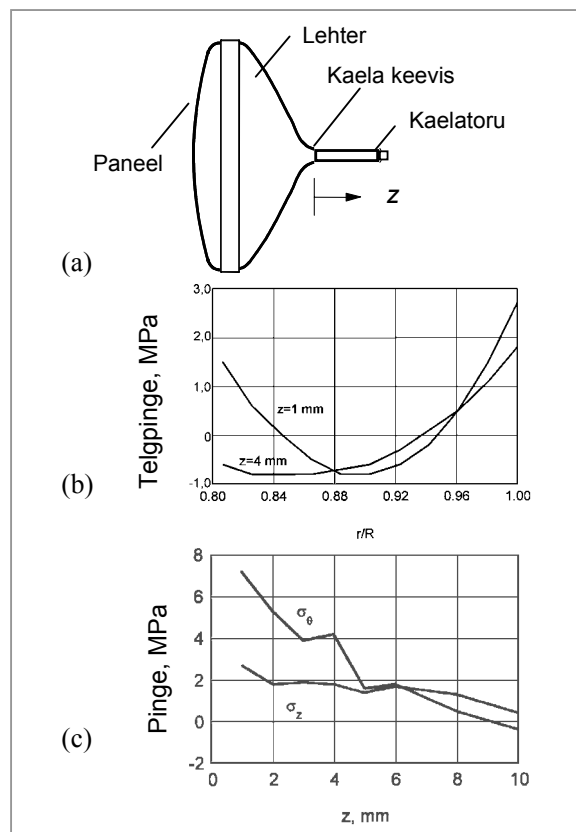 Lehter
Kaela keevis
Kaelatoru
Paneel
z
(a)
3,0
2,0
1,0
0
-1,0
Telgpinge, MPa
z=1 mm
z=4 mm
0.80 0.84 0.88 0.92 0.96 1.00
r/R
(b)
8
6
4
2
0
-2
Pinge, MPa
σθ
σz
(c)
0 2 4 6 8 10
z, mm